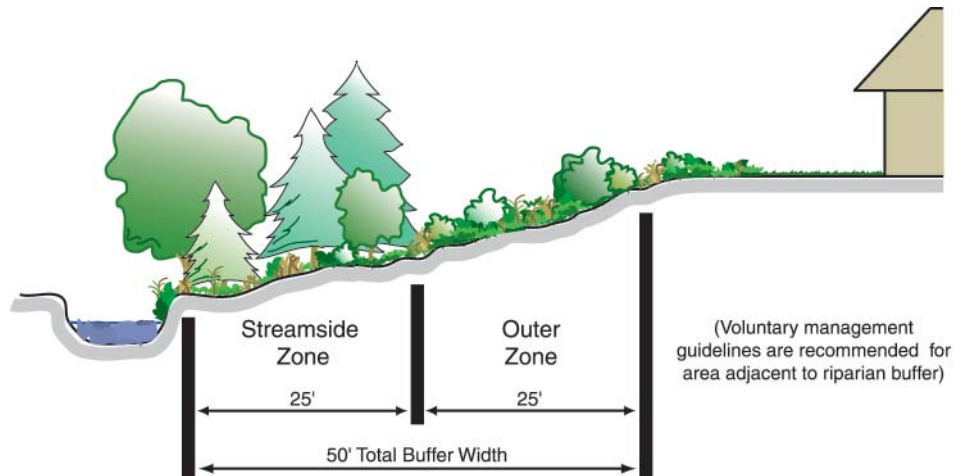 Streamside
Zone
Outer
Zone
(Voluntary management
guidelines are recommended for
area adjacent to riparian buffer)
25'
25'
50' Total Buffer Width